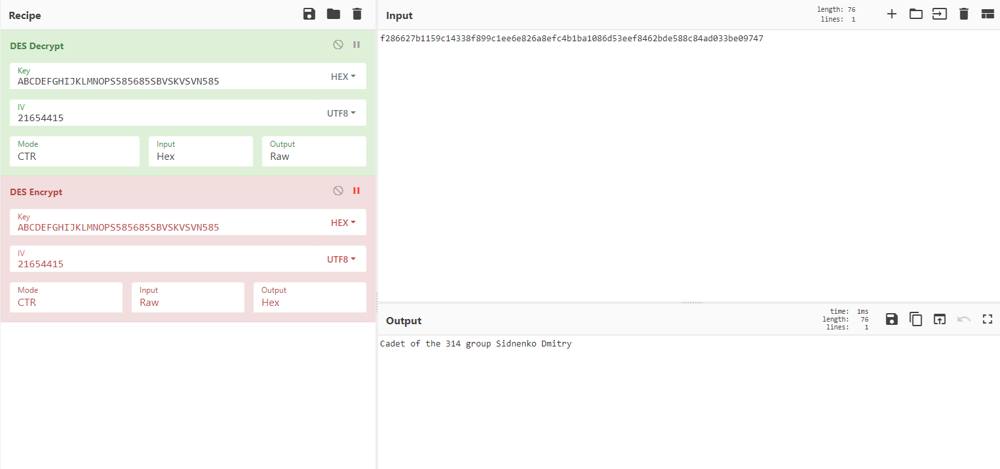 Recipe
DES Decrypt
Key
ABCDEFGHIJKLMNOPS585685SBVSKVSVN585
HEX
IV
21654415
UTF8
Mode
CTR
Input
Hex
Output
Raw
DES Encrypt
Key
ABCDEFGHIJKLMNOPS585685SBVSKVSVN585
HEX
IV
21654415
UTF8
Mode
CTR
Input
Raw
Output
Hex
Input
length: 76
lines: 1
f286627b1159c14338f899c1ee6e826a8efc4b1ba1086d53eef8462bde588c84ad033be09747
Output
time: 1ms
length: 76
lines: 1
Cadet of the 314 group Sidnenko Dmitry